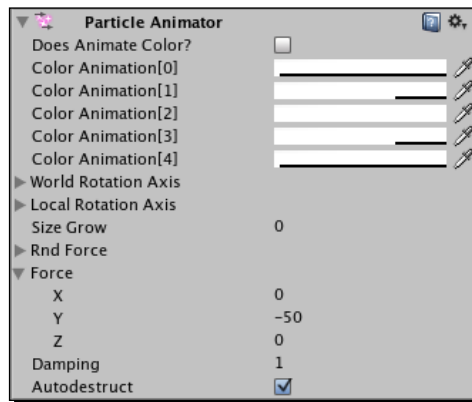 Particle Animator
Does Animate Color?
Color Animation[0]
Color Animation[1]
Color Animation[2]
Color Animation[3]
Color Animation[4]
World Rotation Axis
Local Rotation Axis
Size Grow 0
Rnd Force
Force
X 0
Y -50
Z 0
Damping 1
Autodestruct